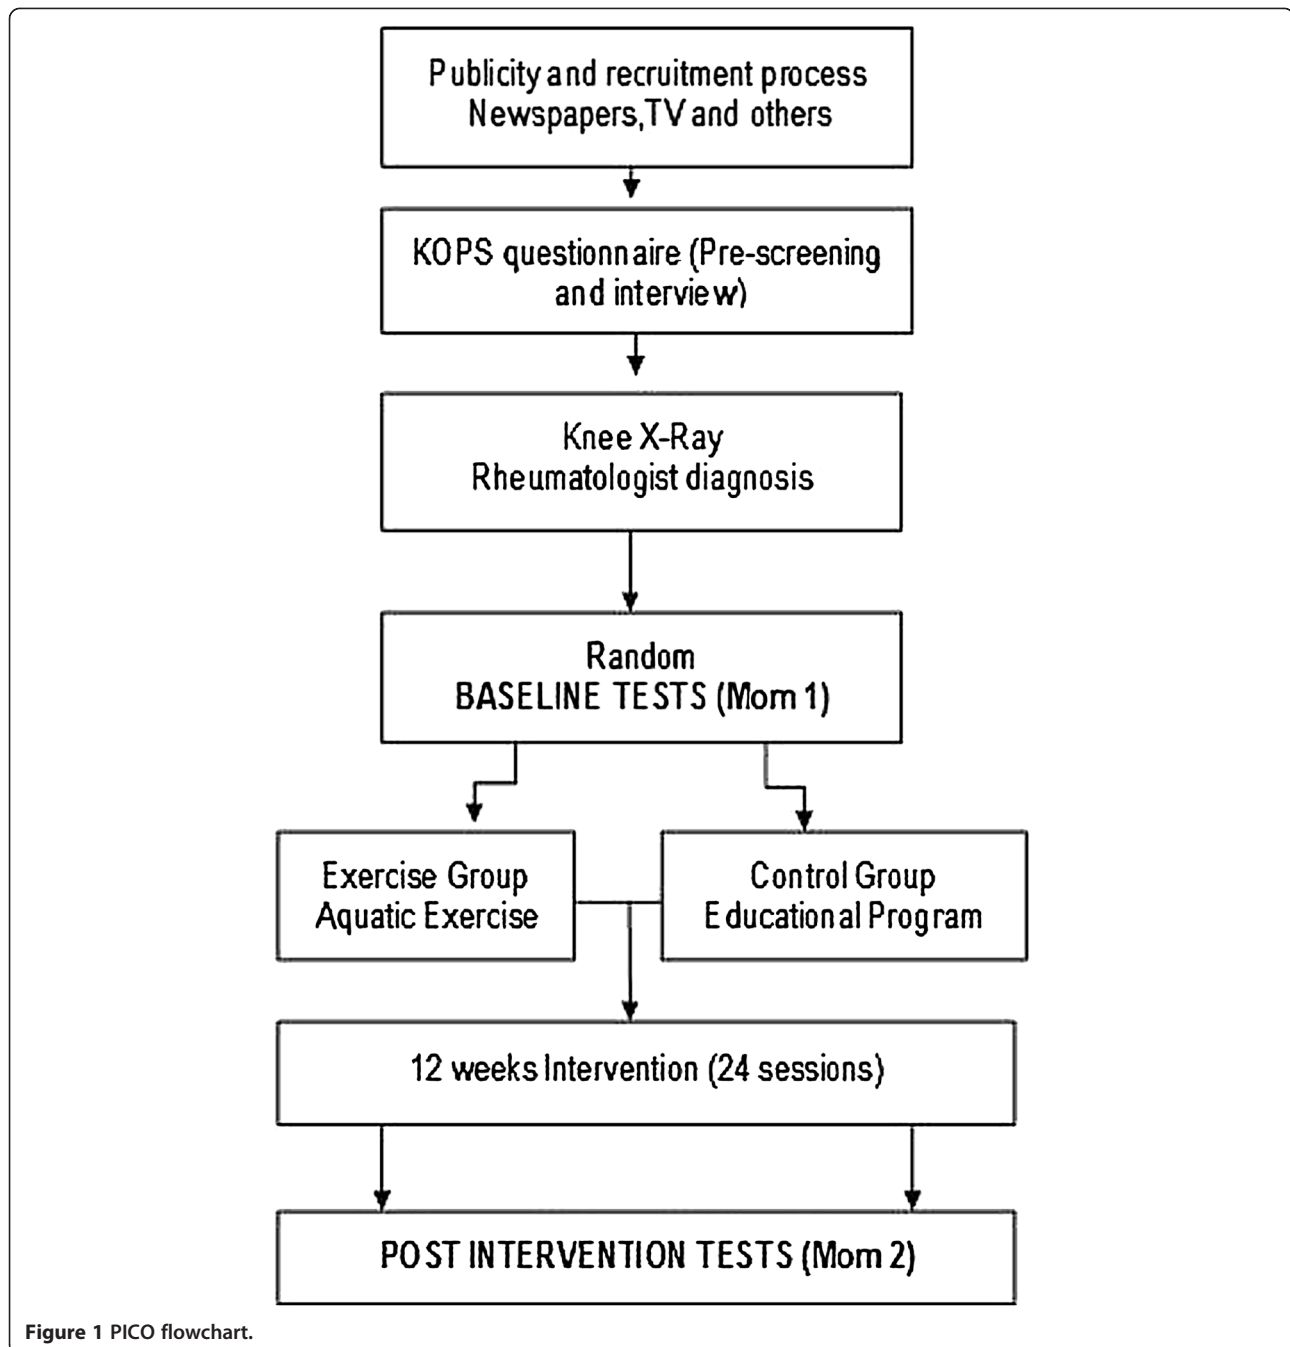 Publicity and recruitment process
Newspapers,TV and others
KOPS questionnaire (Pre-screening
and interview)
Knee X-Ray
Rheumatologist diagnosis
Random
BASELINE TESTS (Mom 1)
Exercise Group
Aquatic Exercise
Control Group
Educational Program
12 weeks Intervention (24 sessions)
POST INTERVENTION TESTS (Mom 2)
Figure 1 PICO flowchart.